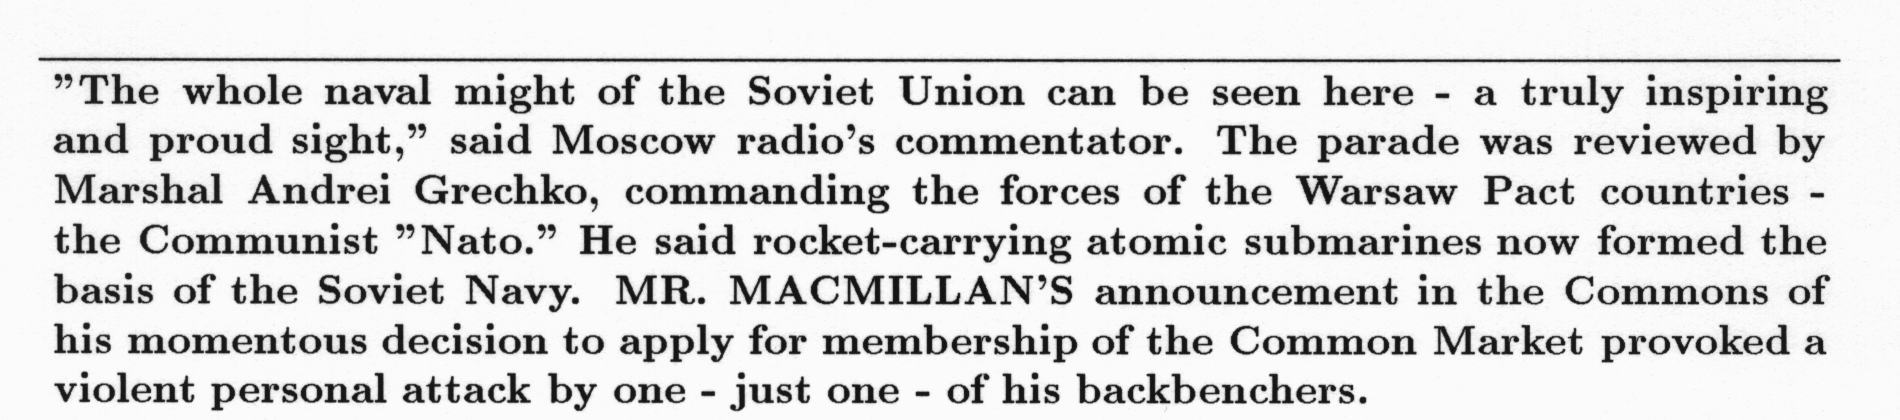 ”The whole naval might of the Soviet Union can be seen here - a truly inspiring
and proud sight,” said Moscow radio’s commentator. The parade was reviewed by
Marshal Andrei Grechko, commanding the forces of the Warsaw Pact countries -
the Communist ”Nato.” He said rocket-carrying atomic submarines now formed the
basis of the Soviet Navy. MR. MACMILLAN’S announcement in the Commons of
his momentous decision to apply for membership of the Common Market provoked a
violent personal attack by one - just one - of his backbenchers.